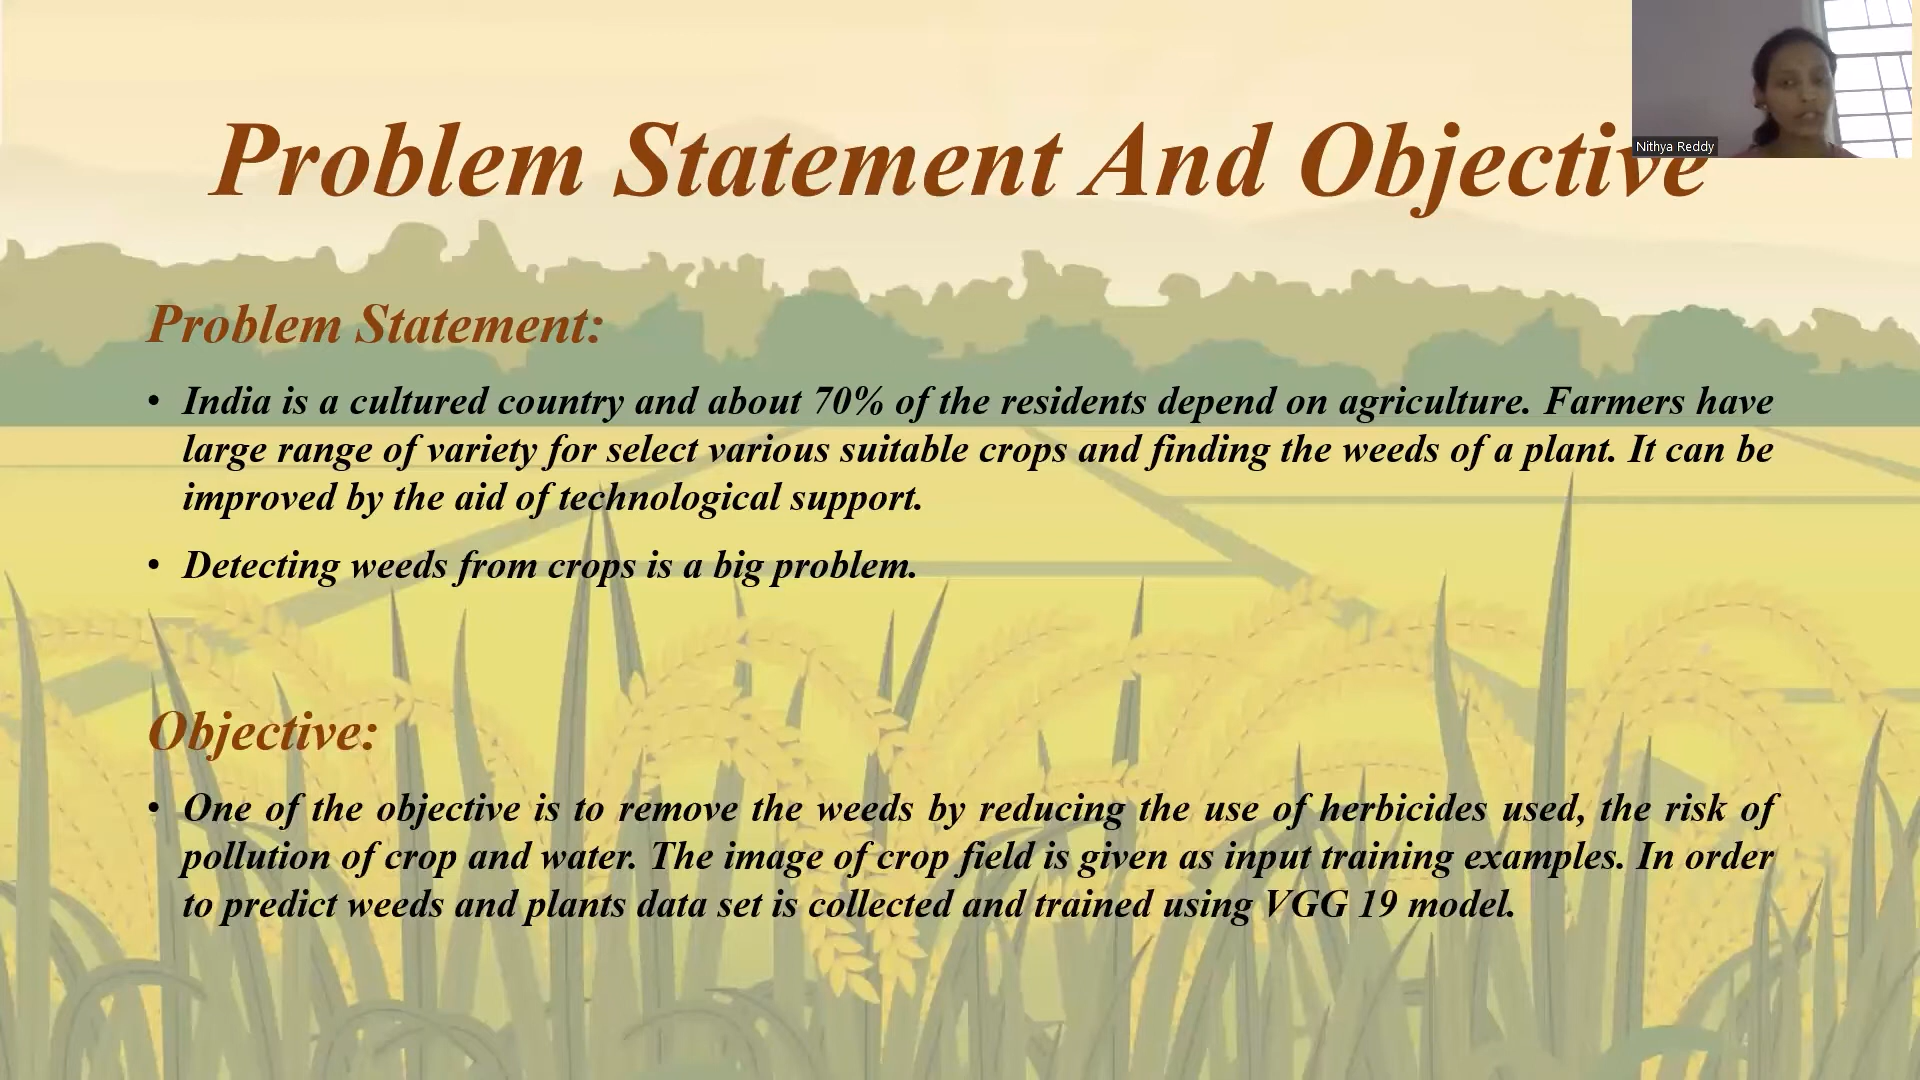 Problem Statement And Objective
Nithya Reddy
Problem Statement:
• India is a cultured country and about 70% of the residents depend on agriculture. Farmers have
large range of variety for select various suitable crops and finding the weeds of a plant. It can be
improved by the aid of technological support.
• Detecting weeds from crops is a big problem.
Objective:
• One of the objective is to remove the weeds by reducing the use of herbicides used, the risk of
pollution of crop and water. The image of crop field is given as input training examples. In order
to predict weeds and plants data set is collected and trained using VGG 19 model.